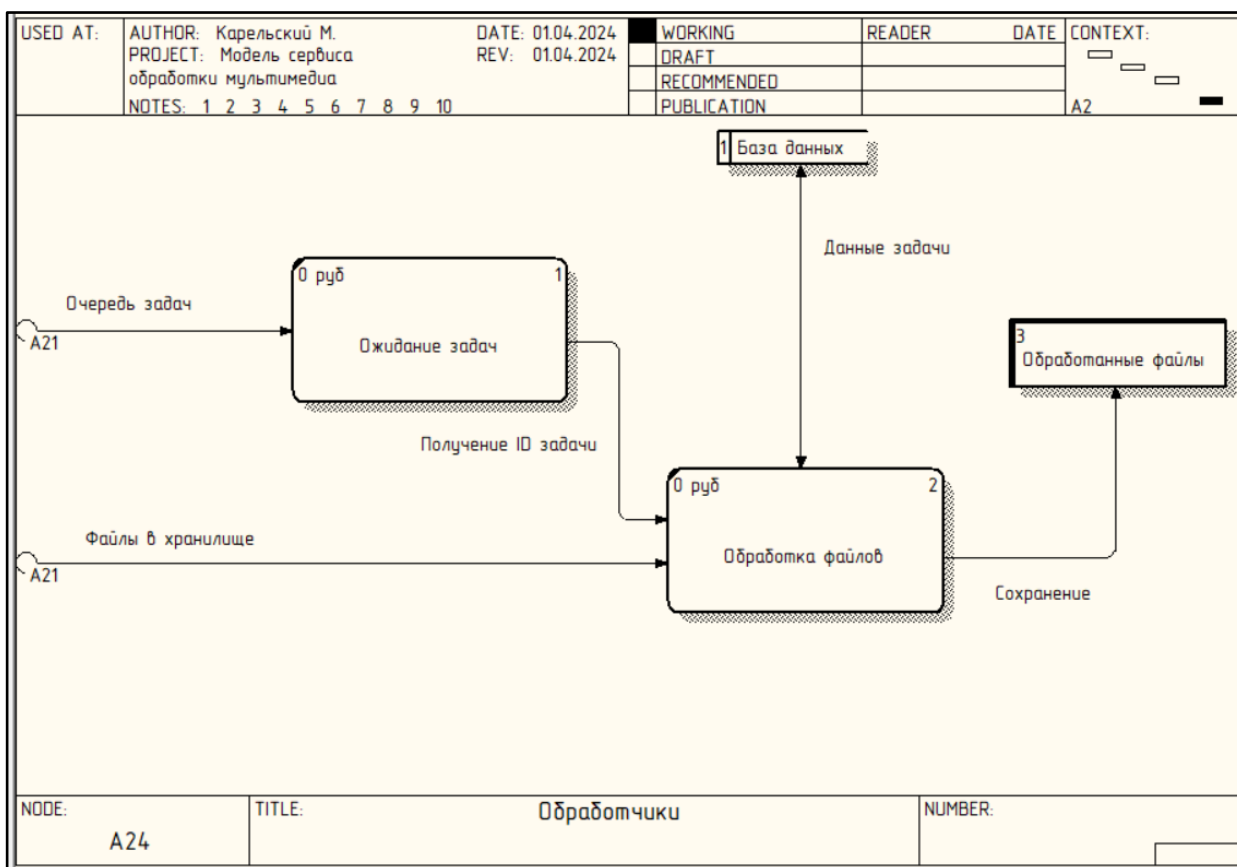 USED AT:
AUTHOR: Карельский М.
DATE: 01.04.2024
PROJECT: Модель сервиса
обработки мультимедиа
REV: 01.04.2024
NOTES: 1 2 3 4 5 6 7 8 9 10
WORKING
DRAFT
RECOMMENDED
PUBLICATION
READER DATE
CONTEXT:
A2
1 База данных
Данные задачи
0 руб 1
Ожидание задач
Очередь задач
A21
3
Обработанные файлы
Получение ID задачи
0 руб 2
Обработка файлов
Файлы в хранилище
A21
Сохранение
NODE:
A24
TITLE:
Обработчики
NUMBER: